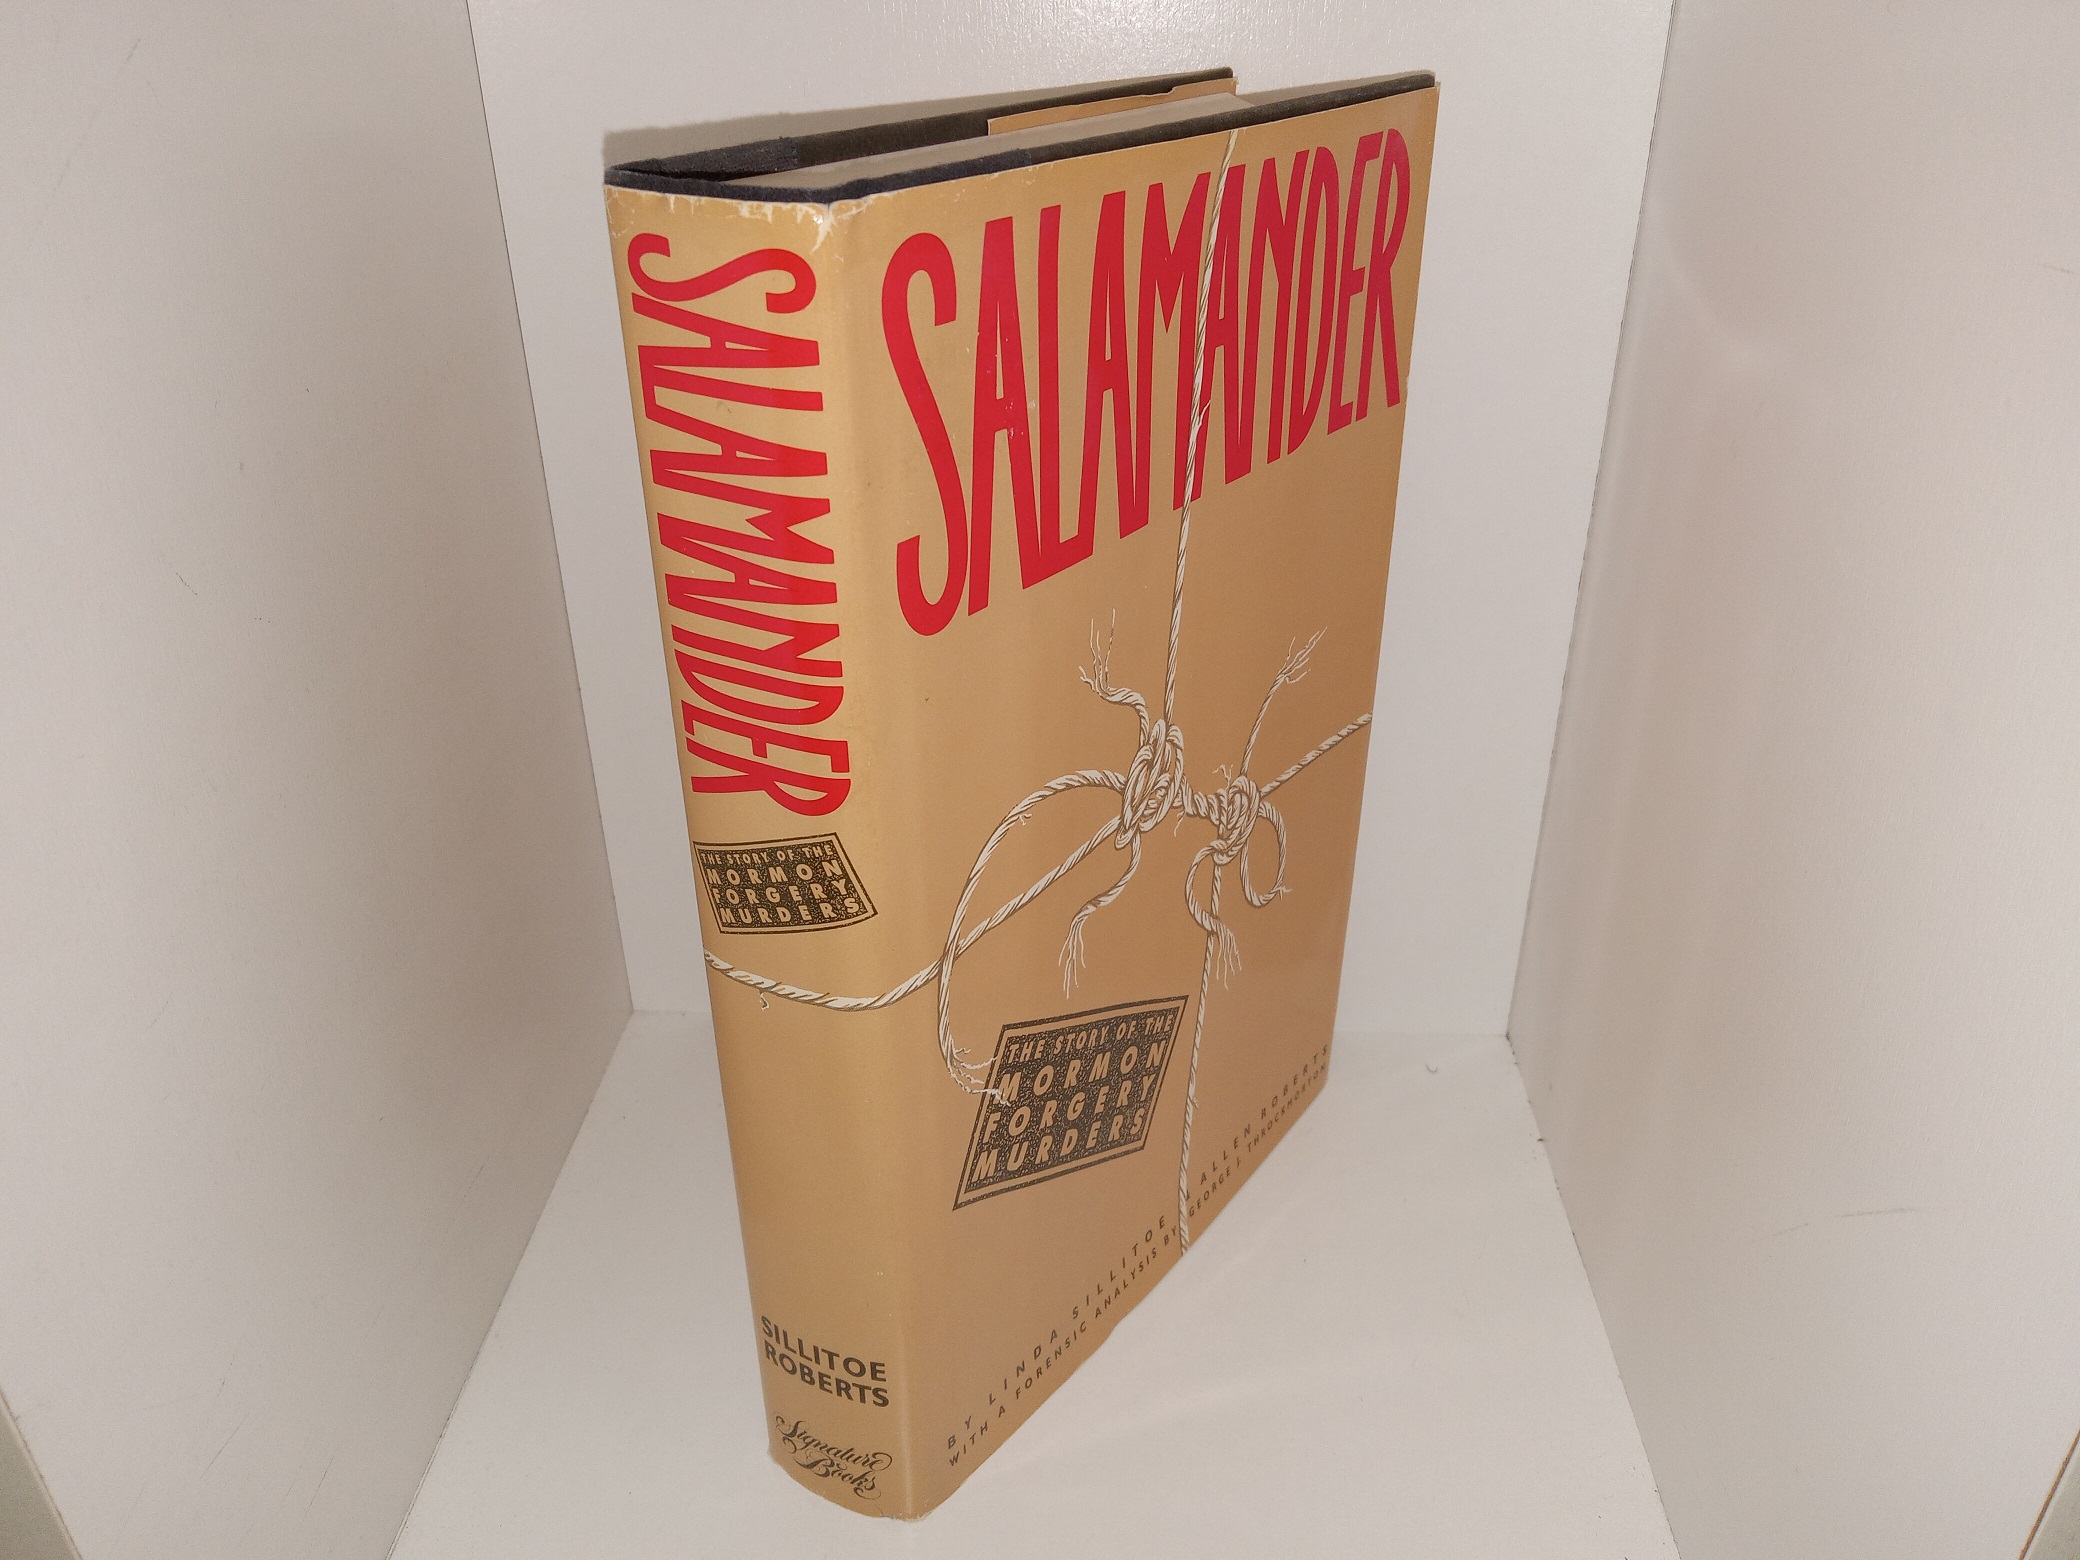 SALAMANDER
THE STORY OF THE
MORMON
FORGERY
MURDERS
SILLITOE
ROBERTS
Signature
Books
SALAMANDER
THE STORY OF THE
MORMON
FORGERY
MURDERS
BY LINDA SILLITOE & ALLEN ROBERTS
WITH A FORENSIC ANALYSIS BY GEORGE J. THROCKMORTON